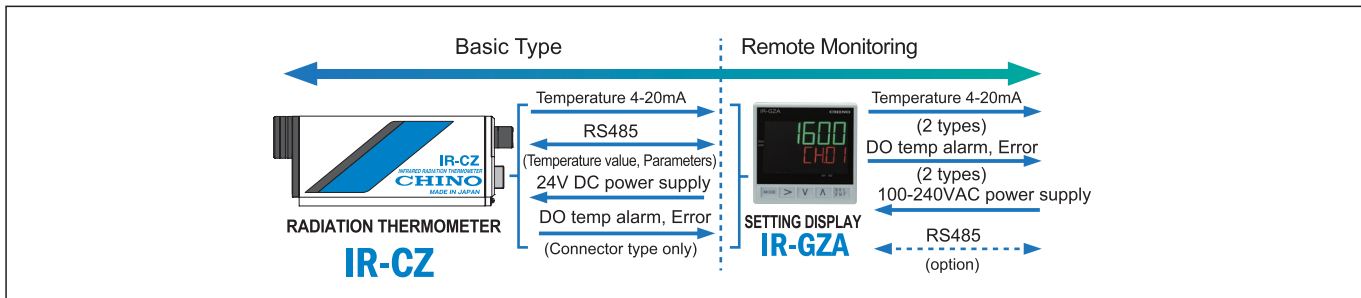 Basic Type
Remote Monitoring
IR-CZ
INFRARED RADIATION THERMOMETER
CHINO
MADE IN JAPAN
RADIATION THERMOMETER
IR-CZ
Temperature 4-20mA
RS485
(Temperature value, Parameters)
24V DC power supply
DO temp alarm, Error
(Connector type only)
IR-GZA
CHINO
1600
CH.01
MODE > ∨ ∧
SETTING DISPLAY
IR-GZA
Temperature 4-20mA
(2 types)
DO temp alarm, Error
(2 types)
100-240VAC power supply
RS485
(option)